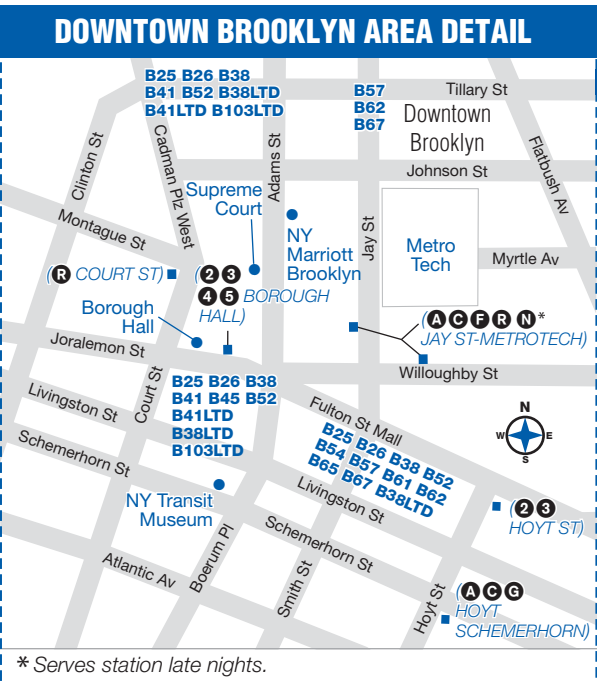 DOWNTOWN BROOKLYN AREA DETAIL
B25 B26 B38
B41 B52 B38LTD
B41LTD B103LTD
B57
B62
B67
Tillary St
Downtown
Brooklyn
Flatbush Av
Clinton St
Cadman Plz West
Adams St
Johnson St
Supreme
Court
Montague St
NY
Marriott
Brooklyn
Jay St
Metro
Tech
Myrtle Av
(R COURT ST)
(2 3
4 5 BOROUGH
HALL)
Borough
Hall
(A C F R N*
JAY ST-METROTECH)
Joralemon St
Willoughby St
Court St
B25 B26 B38
B41 B45 B52
B41LTD
B38LTD
B103LTD
Livingston St
Fulton St Mall
B25 B26 B38 B52
B54 B57 B61 B62
B65 B67 B38LTD
N
W E
S
Schemerhorn St
NY Transit
Museum
Livingston St
(2 3
HOYT ST)
Schemerhorn St
Atlantic Av
Boerum Pl
Smith St
Hoyt St
(A C G
HOYT
SCHEMERHORN)
* Serves station late nights.